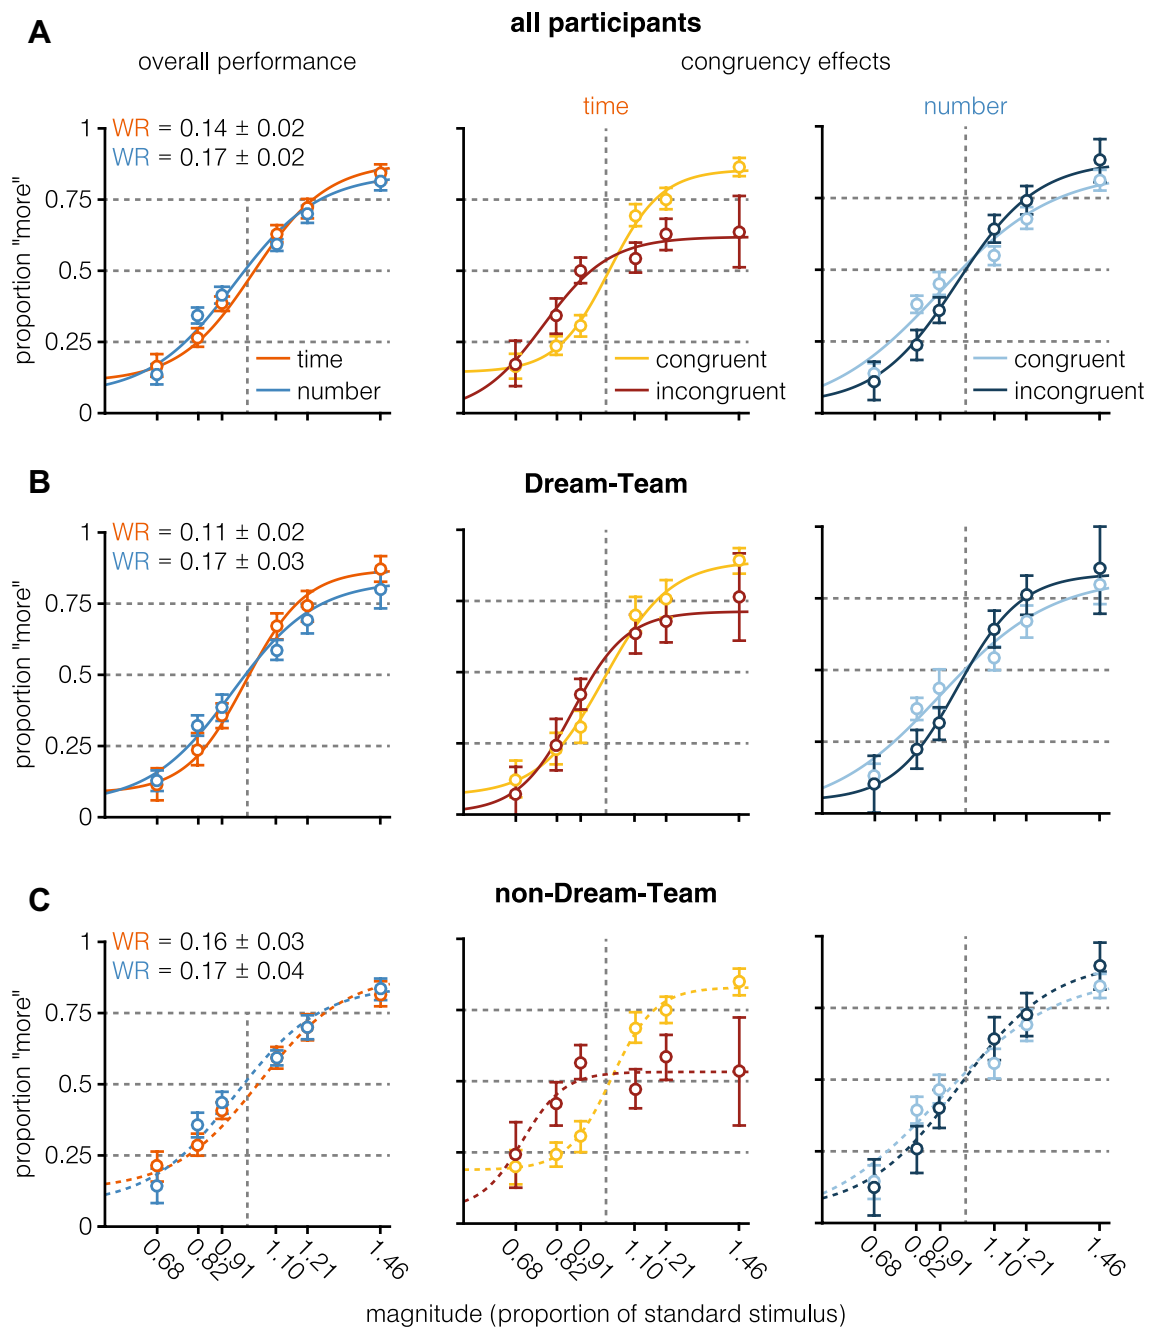 A
all participants
overall performance
congruency effects
time
number
WR = 0.14 ± 0.02
WR = 0.17 ± 0.02
proportion "more"
1
0.75
0.5
0.25
0
time
number
congruent
incongruent
congruent
incongruent
B
Dream-Team
WR = 0.11 ± 0.02
WR = 0.17 ± 0.03
proportion "more"
1
0.75
0.5
0.25
0
C
non-Dream-Team
WR = 0.16 ± 0.03
WR = 0.17 ± 0.04
proportion "more"
1
0.75
0.5
0.25
0
0.68 0.82 0.91 1.10 1.21 1.46
0.68 0.82 0.91 1.10 1.21 1.46
0.68 0.82 0.91 1.10 1.21 1.46
magnitude (proportion of standard stimulus)